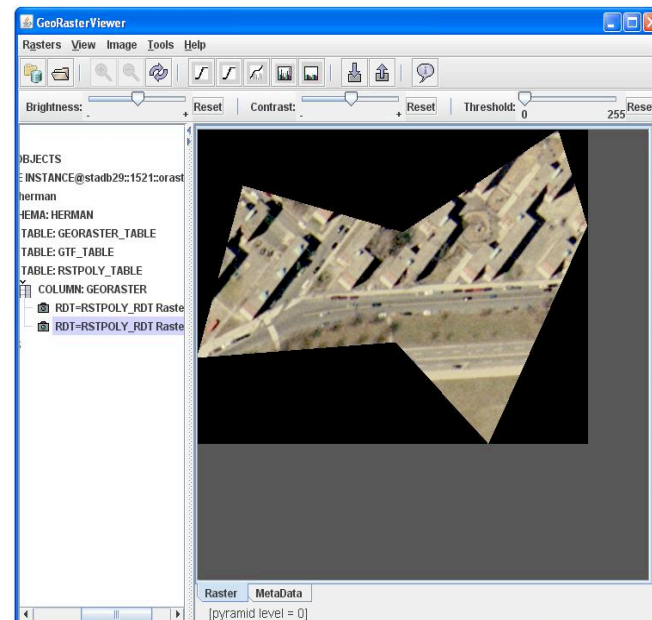 GeoRasterViewer
Rasters View Image Tools Help
Brightness: - + Reset Contrast: - + Reset Threshold: 0 255 Reset
OBJECTS
E INSTANCE@stadb29::1521::orast
herman
HEMA: HERMAN
TABLE: GEORASTER_TABLE
TABLE: GTF_TABLE
TABLE: RSTPOLY_TABLE
COLUMN: GEORASTER
RDT=RSTPOLY_RDT Raste
RDT=RSTPOLY_RDT Raste
Raster MetaData
[pyramid level = 0]